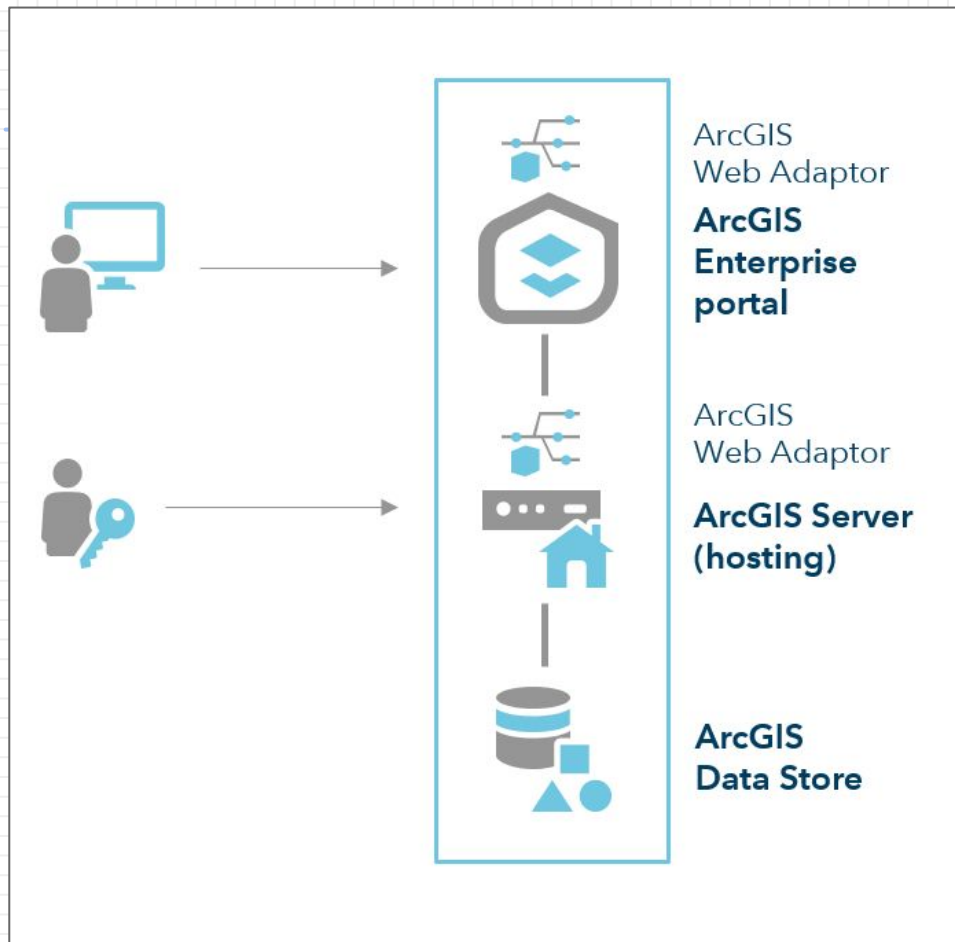 ArcGIS
Web Adaptor
ArcGIS
Enterprise
portal
ArcGIS
Web Adaptor
ArcGIS Server
(hosting)
ArcGIS
Data Store